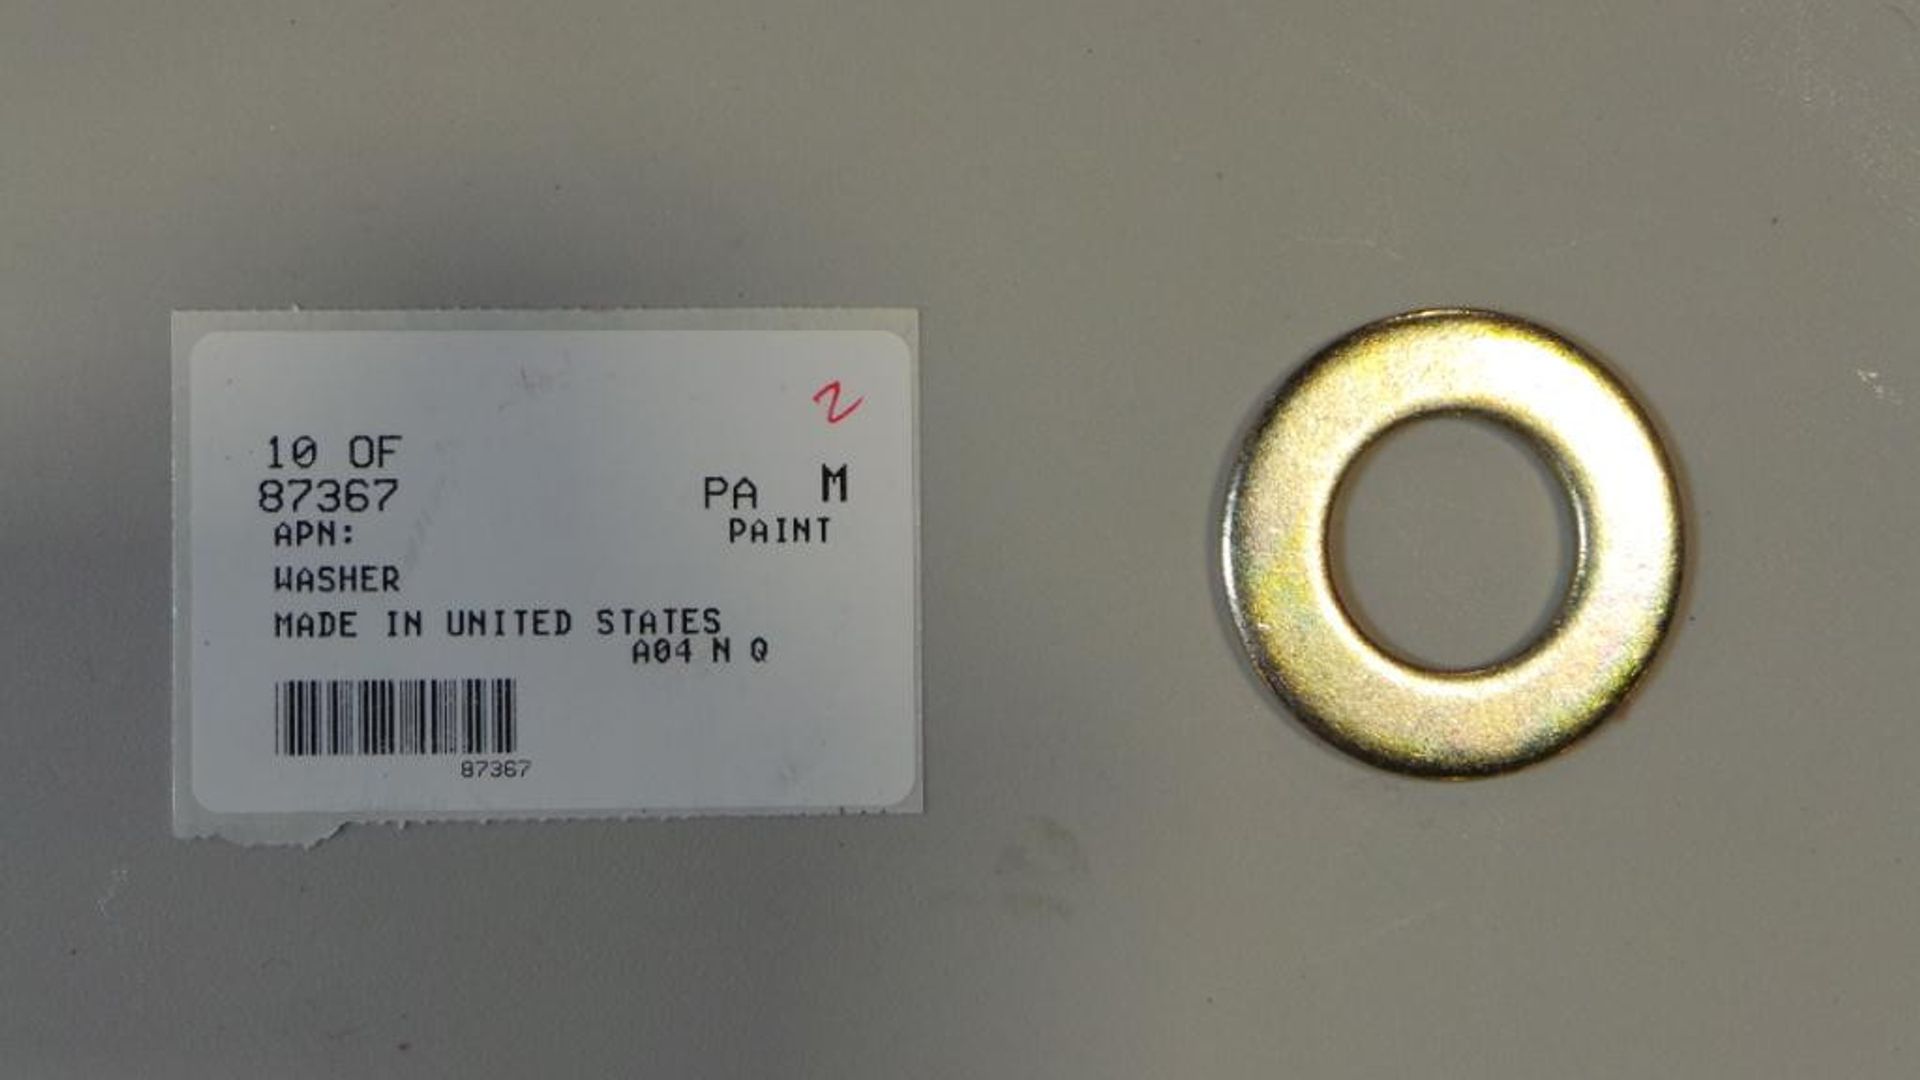 2
10 OF
87367 PA M
APN: PAINT
WASHER
MADE IN UNITED STATES
A04 N Q
87367